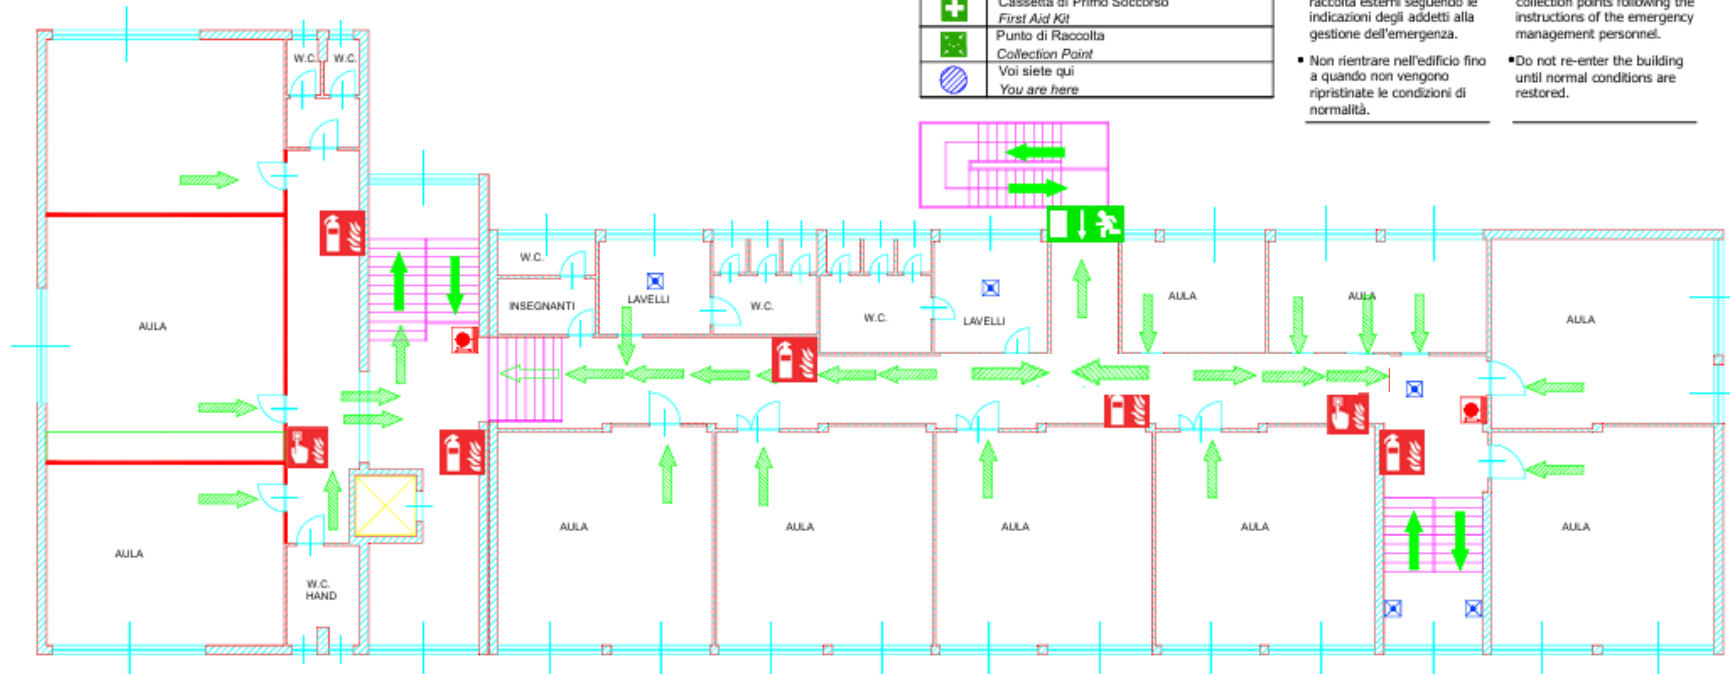 Cassetta di Primo Soccorso
First Aid Kit
Punto di Raccolta
Collection Point
Voi siete qui
You are here
raccolta esterni seguendo le
indicazioni degli addetti alla
gestione dell'emergenza.
▪ Non rientrare nell'edificio fino
a quando non vengono
ripristinate le condizioni di
normalità.
collection points following the
instructions of the emergency
management personnel.
▪Do not re-enter the building
until normal conditions are
restored.
W.C.
W.C.
AULA
AULA
W.C.
HAND
W.C.
INSEGNANTI
LAVELLI
W.C.
W.C.
LAVELLI
AULA
AULA
AULA
AULA
AULA
AULA
AULA
AULA